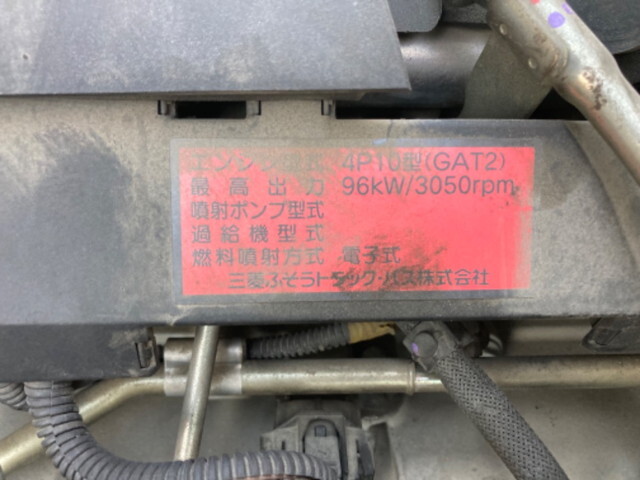 エンジン型式 4P10型(GAT2)
最高出力 96kW/3050rpm
噴射ポンプ型式
過給機型式
燃料噴射方式 電子式
三菱ふそうトラック・バス株式会社